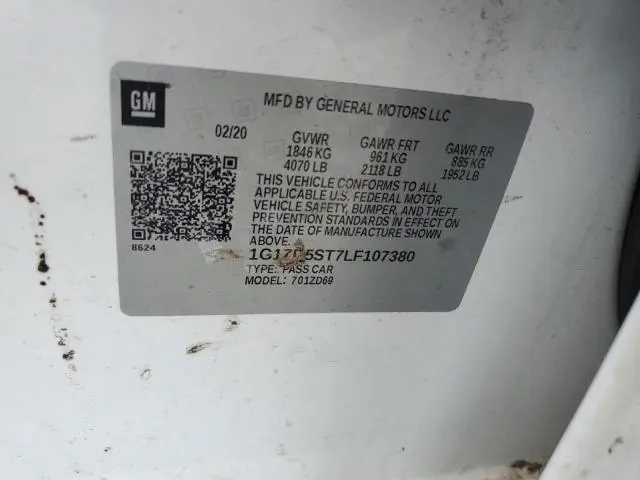 GM
MFD BY GENERAL MOTORS LLC
02/20 GVWR GAWR FRT GAWR RR
1846 KG 961 KG 885 KG
4070 LB 2118 LB 1952 LB
THIS VEHICLE CONFORMS TO ALL
APPLICABLE U.S. FEDERAL MOTOR
VEHICLE SAFETY, BUMPER, AND THEFT
PREVENTION STANDARDS IN EFFECT ON
THE DATE OF MANUFACTURE SHOWN
ABOVE.
8624
1G1ZD5ST7LF107380
TYPE: PASS CAR
MODEL: 701ZD69